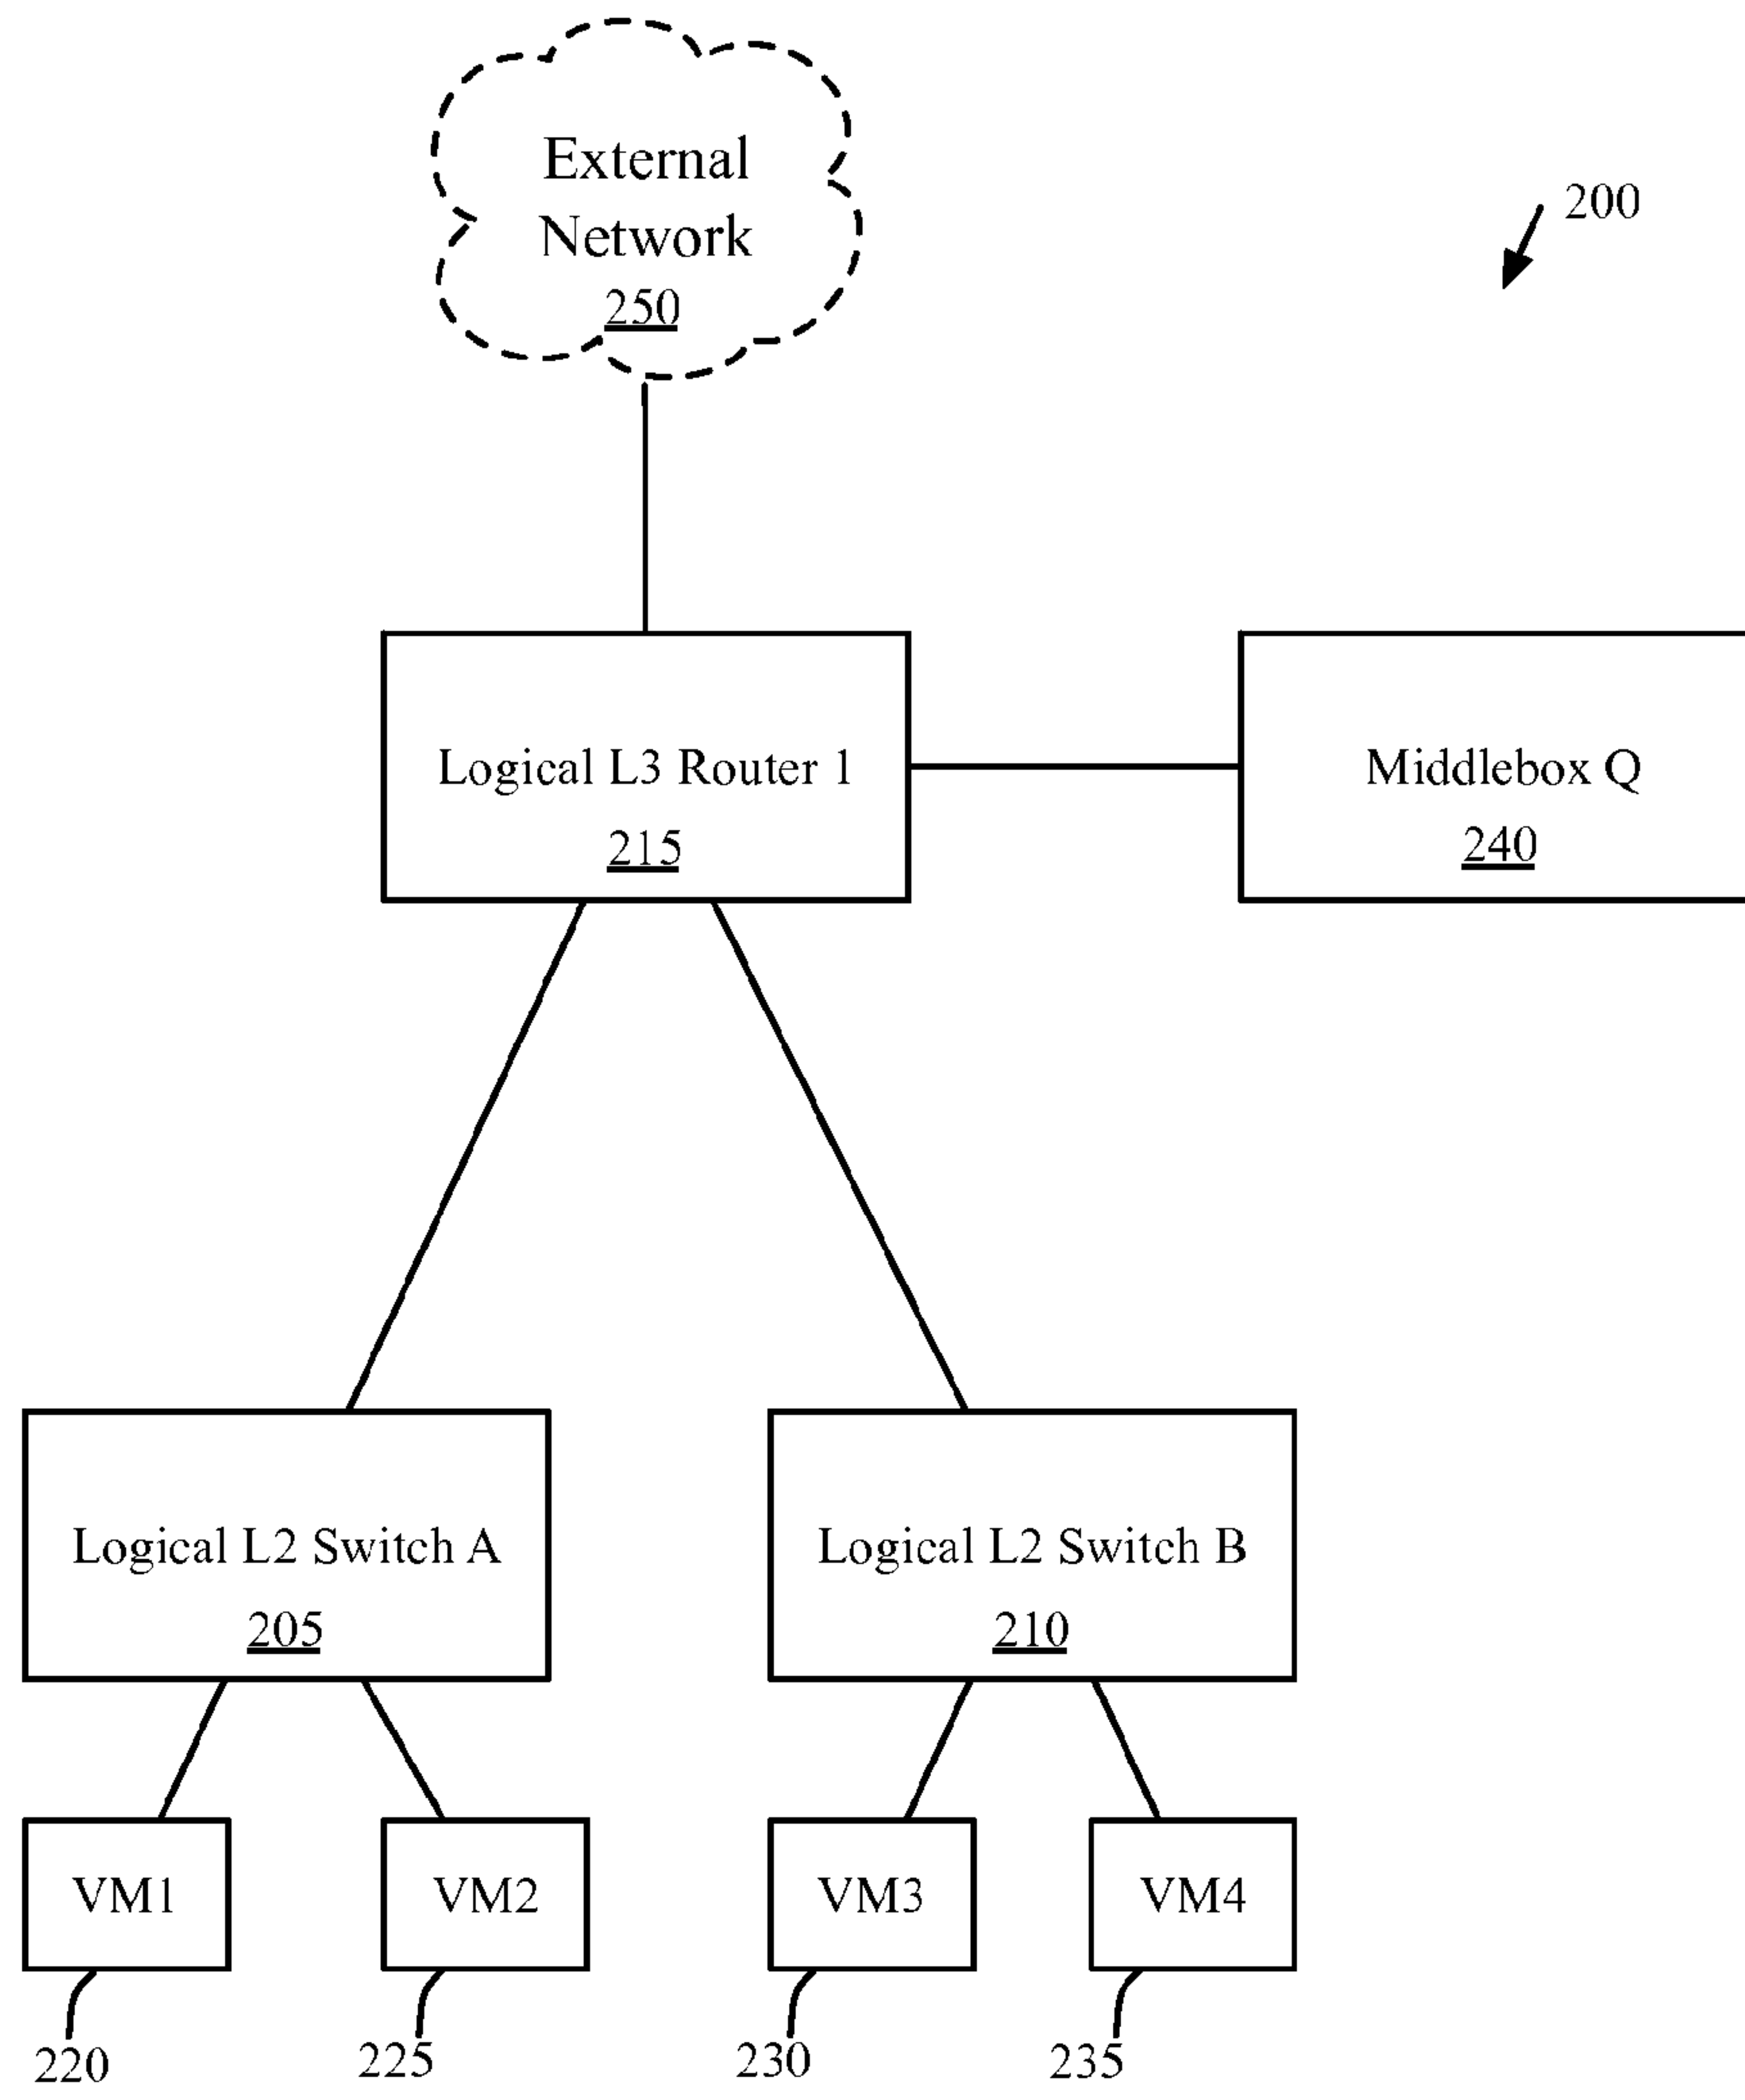 External
Network
250
200
Logical L3 Router 1
215
Middlebox Q
240
Logical L2 Switch A
205
Logical L2 Switch B
210
VM1
VM2
VM3
VM4
220
225
230
235